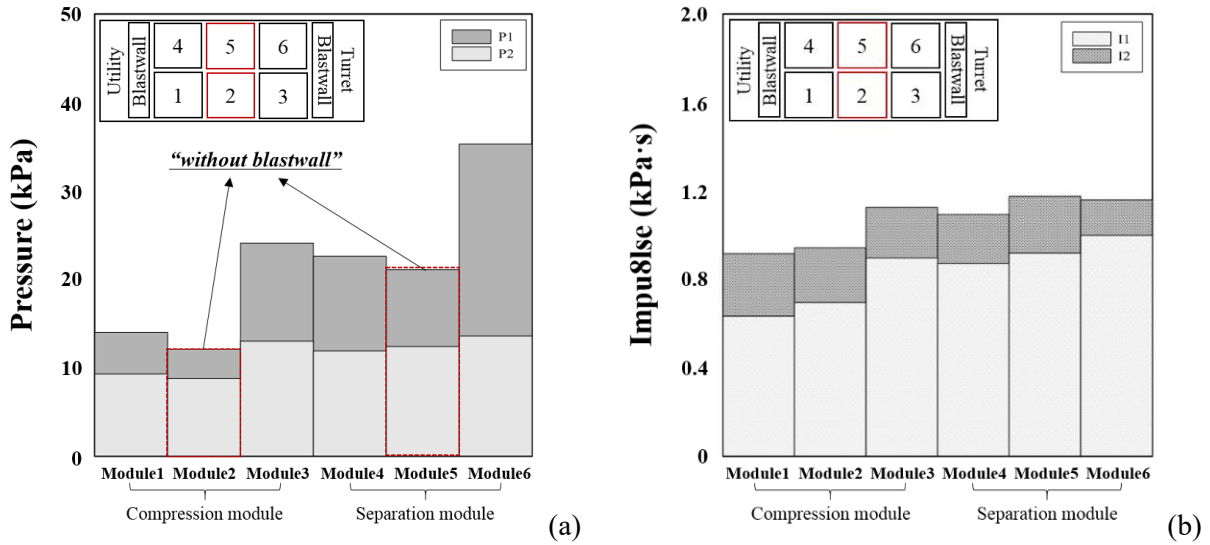 50
40
30
20
10
0
Pressure (kPa)
Utility
Blastwall
4
5
6
1
2
3
Blastwall
Turret
P1
P2
“without blastwall”
Module1 Module2 Module3 Module4 Module5 Module6
Compression module
Separation module
(a)
2.0
1.6
1.2
0.8
0.4
0
Impu8lse (kPa·s)
Utility
Blastwall
4
5
6
1
2
3
Blastwall
Turret
I1
I2
Module1 Module2 Module3 Module4 Module5 Module6
Compression module
Separation module
(b)